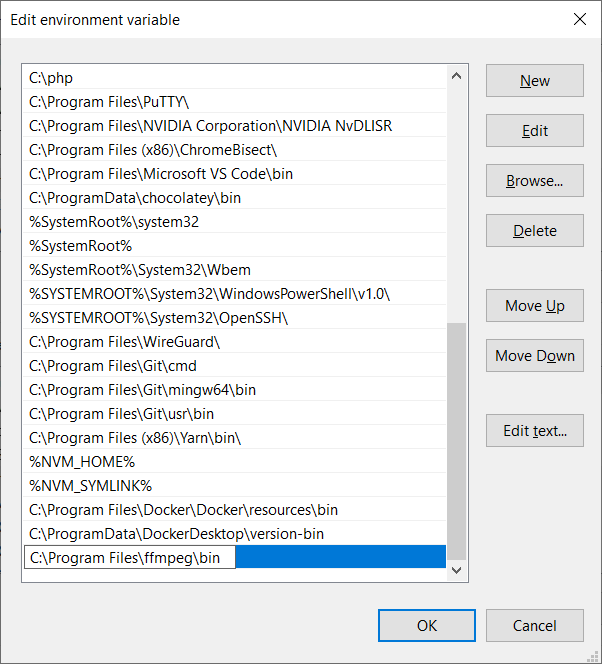 Edit environment variable
C:\php
C:\Program Files\PuTTY\
C:\Program Files\NVIDIA Corporation\NVIDIA NvDLISR
C:\Program Files (x86)\ChromeBisect\
C:\Program Files\Microsoft VS Code\bin
C:\ProgramData\chocolatey\bin
%SystemRoot%\system32
%SystemRoot%
%SystemRoot%\System32\Wbem
%SYSTEMROOT%\System32\WindowsPowerShell\v1.0\
%SYSTEMROOT%\System32\OpenSSH\
C:\Program Files\WireGuard\
C:\Program Files\Git\cmd
C:\Program Files\Git\mingw64\bin
C:\Program Files\Git\usr\bin
C:\Program Files (x86)\Yarn\bin\
%NVM_HOME%
%NVM_SYMLINK%
C:\Program Files\Docker\Docker\resources\bin
C:\ProgramData\DockerDesktop\version-bin
C:\Program Files\ffmpeg\bin
New
Edit
Browse...
Delete
Move Up
Move Down
Edit text...
OK
Cancel